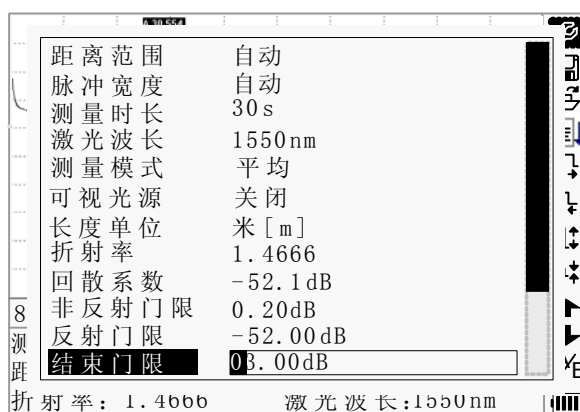 距离范围 自动
脉冲宽度 自动
测量时长 30s
激光波长 1550nm
测量模式 平均
可视光源 关闭
长度单位 米[m]
折射率 1.4666
回散系数 -52.1dB
非反射门限 0.20dB
反射门限 -52.00dB
结束门限 03.00dB
8
测
距
折射率: 1.4666 激光波长:1550nm